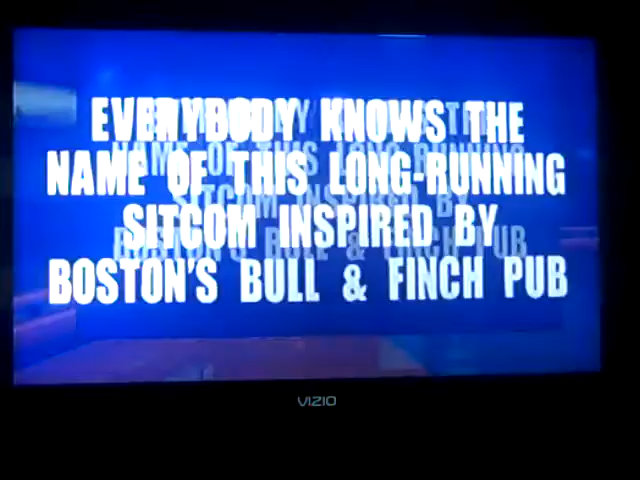 EVERYBODY KNOWS THE
NAME OF THIS LONG-RUNNING
SITCOM INSPIRED BY
BOSTON'S BULL & FINCH PUB
VIZIO